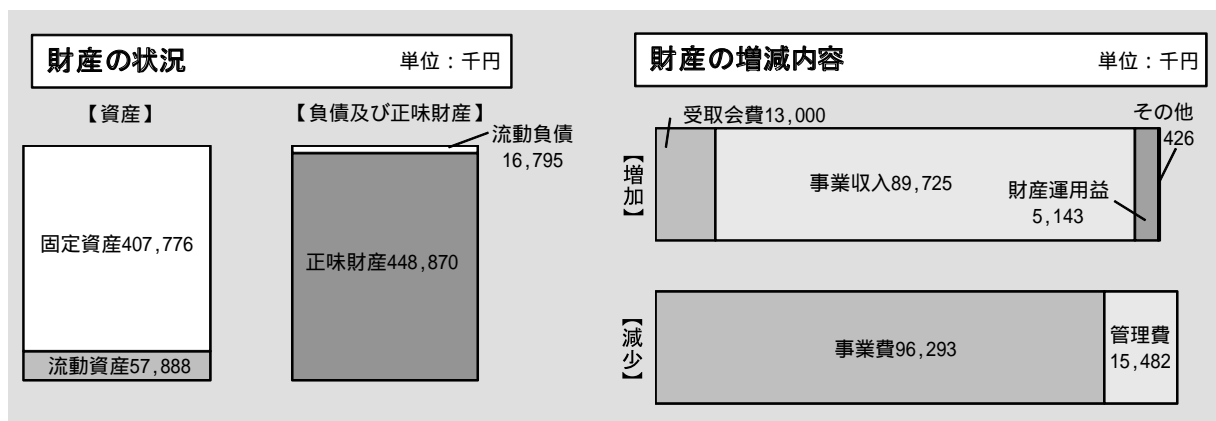 財産の状況 単位：千円
【資産】
【負債及び正味財産】
流動負債
16,795
固定資産407,776
正味財産448,870
流動資産57,888
財産の増減内容 単位：千円
受取会費13,000
その他
426
【増加】
事業収入89,725
財産運用益
5,143
【減少】
事業費96,293
管理費
15,482